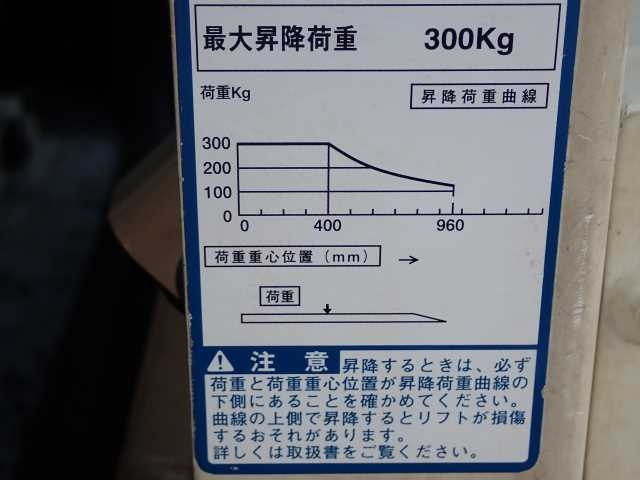 最大昇降荷重 300Kg
荷重Kg
昇降荷重曲線
300
200
100
0
0 400 960
荷重重心位置(mm) →
荷重
注意 昇降するときは、必ず
荷重と荷重重心位置が昇降荷重曲線の
下側にあることを確かめてください。
曲線の上側で昇降するとリフトが損傷
するおそれがあります。
詳しくは取扱書をご覧ください。